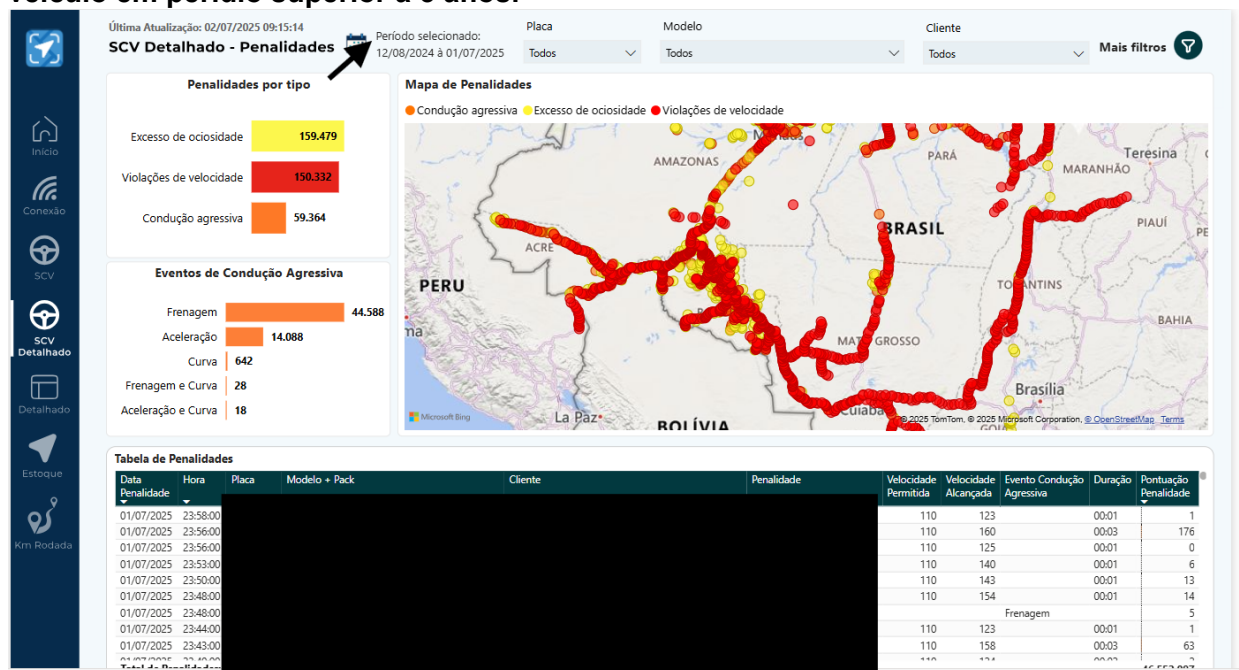 veículo em perídio superior a 6 anos.
Última Atualização: 02/07/2025 09:15:14
SCV Detalhado - Penalidades
Período selecionado:
12/08/2024 à 01/07/2025
Placa
Todos
Modelo
Todos
Cliente
Todos
Mais filtros
Início
Conexão
SCV
SCV
Detalhado
Detalhado
Estoque
Km Rodada
Penalidades por tipo
Excesso de ociosidade 159.479
Violações de velocidade 150.332
Condução agressiva 59.364
Eventos de Condução Agressiva
Frenagem 44.588
Aceleração 14.088
Curva 642
Frenagem e Curva 28
Aceleração e Curva 18
Mapa de Penalidades
Condução agressiva Excesso de ociosidade Violações de velocidade
AMAZONAS
PARÁ
MARANHÃO
Teresina
PIAUÍ
BRASIL
ACRE
PERU
BAHIA
Brasília
La Paz
BOLÍVIA
Microsoft Bing
© 2025 TomTom, © 2025 Microsoft Corporation, © OpenStreetMap Terms
Tabela de Penalidades
Data Penalidade Hora Placa Modelo + Pack Cliente Penalidade Velocidade Permitida Velocidade Alcançada Evento Condução Agressiva Duração Pontuação Penalidade
01/07/2025 23:58:00 110 123 00:01 1
01/07/2025 23:56:00 110 160 00:03 176
01/07/2025 23:56:00 110 125 00:01 0
01/07/2025 23:53:00 110 140 00:01 6
01/07/2025 23:50:00 110 143 00:01 13
01/07/2025 23:48:00 110 154 00:01 14
01/07/2025 23:48:00 Frenagem 5
01/07/2025 23:44:00 110 123 00:01 1
01/07/2025 23:43:00 110 158 00:03 63